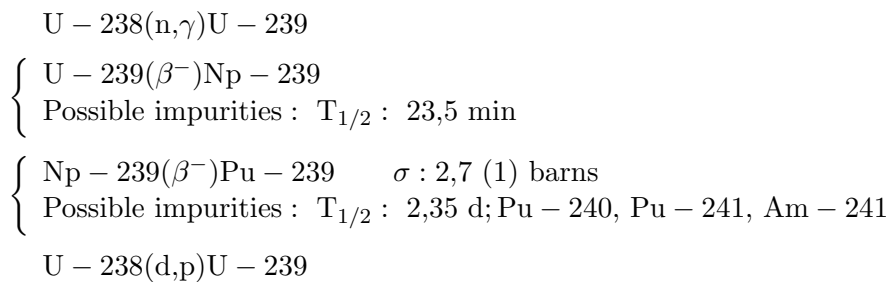 U − 238(n,γ)U − 239
U − 239(β⁻)Np − 239
Possible impurities : T₁/₂ : 23,5 min
Np − 239(β⁻)Pu − 239 σ : 2,7 (1) barns
Possible impurities : T₁/₂ : 2,35 d; Pu − 240, Pu − 241, Am − 241
U − 238(d,p)U − 239